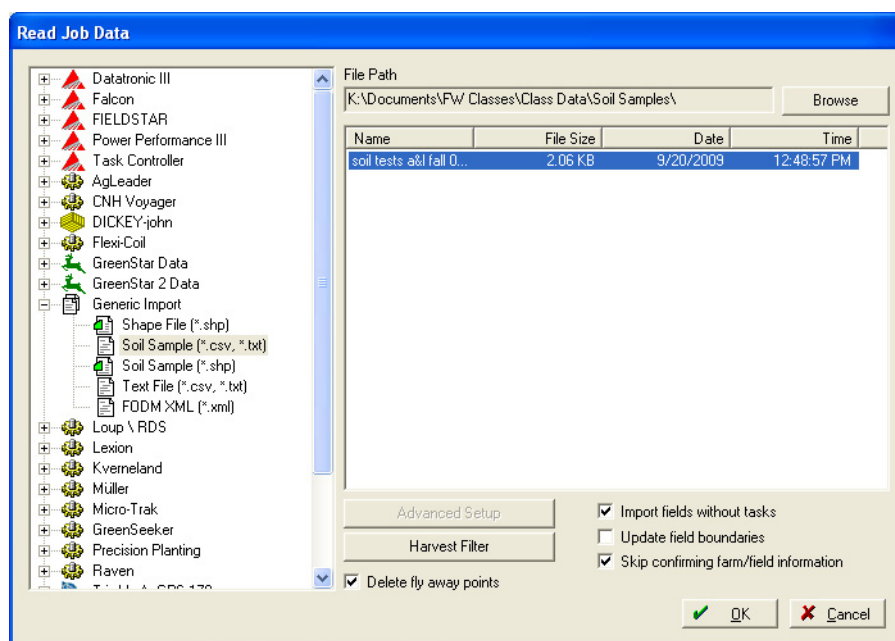 Read Job Data
Datatronic III
Falcon
FIELDSTAR
Power Performance III
Task Controller
AgLeader
CNH Voyager
DICKEY-john
Flexi-Coil
GreenStar Data
GreenStar 2 Data
Generic Import
Shape File (*.shp)
Soil Sample (*.csv, *.txt)
Soil Sample (*.shp)
Text File (*.csv, *.txt)
FODM XML (*.xml)
Loup \ RDS
Lexion
Kverneland
Müller
Micro-Trak
GreenSeeker
Precision Planting
Raven
File Path
K:\Documents\FW Classes\Class Data\Soil Samples\
Browse
Name File Size Date Time
soil tests a&l fall 0... 2.06 KB 9/20/2009 12:48:57 PM
Advanced Setup
Harvest Filter
Delete fly away points
Import fields without tasks
Update field boundaries
Skip confirming farm/field information
OK
Cancel